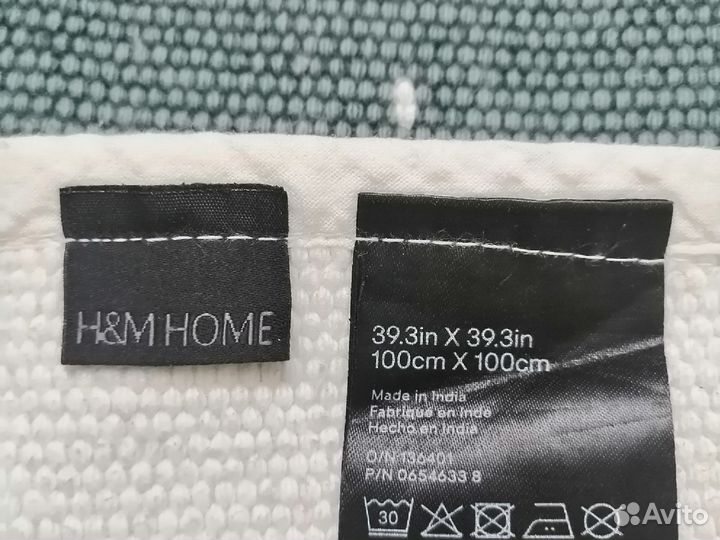 H&M HOME
39.3in X 39.3in
100cm X 100cm
Made in India
Fabriqué en Inde
Hecho en India
O/N 136401
P/N 0654633 8
30
Avito